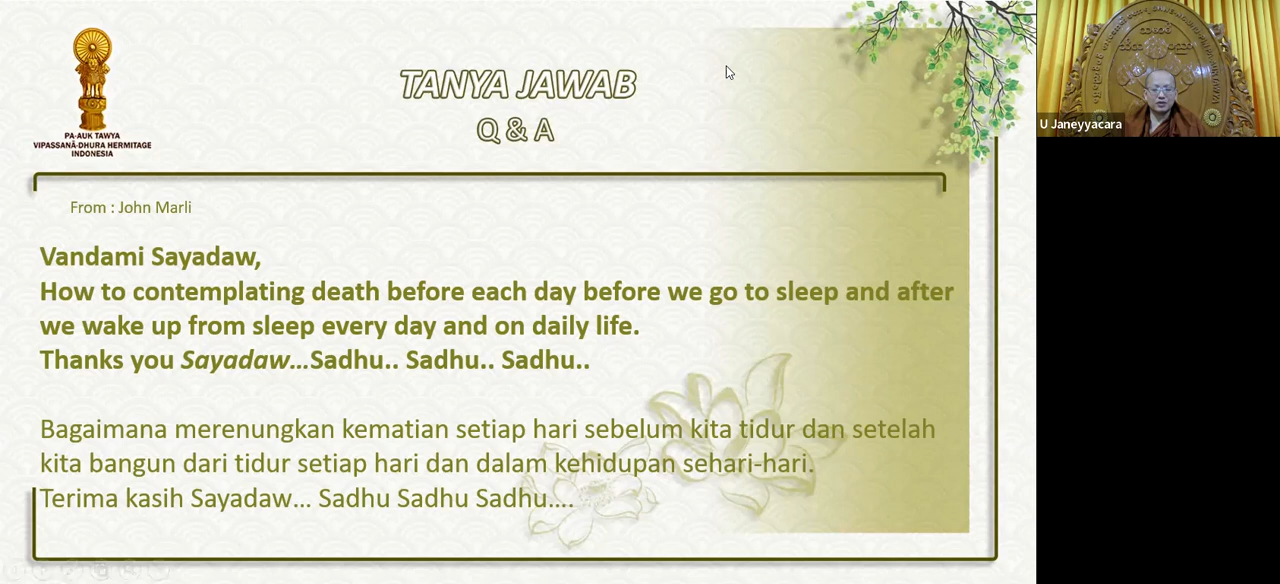 PA-AUK TAWYA
VIPASSANĀ-DHURA HERMITAGE
INDONESIA
TANYA JAWAB
Q & A
From : John Marli
Vandami Sayadaw,
How to contemplating death before each day before we go to sleep and after
we wake up from sleep every day and on daily life.
Thanks you Sayadaw...Sadhu.. Sadhu.. Sadhu..
Bagaimana merenungkan kematian setiap hari sebelum kita tidur dan setelah
kita bangun dari tidur setiap hari dan dalam kehidupan sehari-hari.
Terima kasih Sayadaw... Sadhu Sadhu Sadhu....
U Janeyyacara